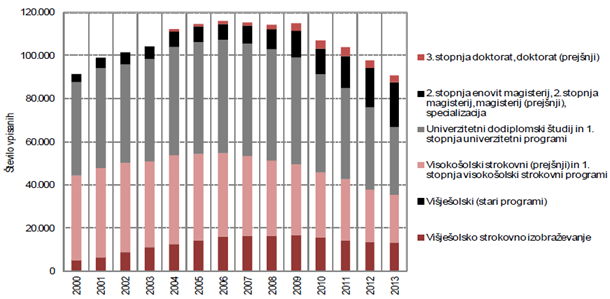 120.000
100.000
80.000
60.000
40.000
20.000
0
Število vpisanih
2000 2001 2002 2003 2004 2005 2006 2007 2008 2009 2010 2011 2012 2013
3.stopnja doktorat,doktorat (prejšnji)
2.stopnja enovit magisterij,2.stopnja
magisterij,magisterij (prejšnji),
specializacija
Univerzitetni dodiplomski študij in 1.
stopnja univerzitetni programi
Visokošolski strokovni (prejšnji)in 1.
stopnja visokošolski strokovni programi
Višješolski (stari programi)
Višješolsko strokovno izobraževanje